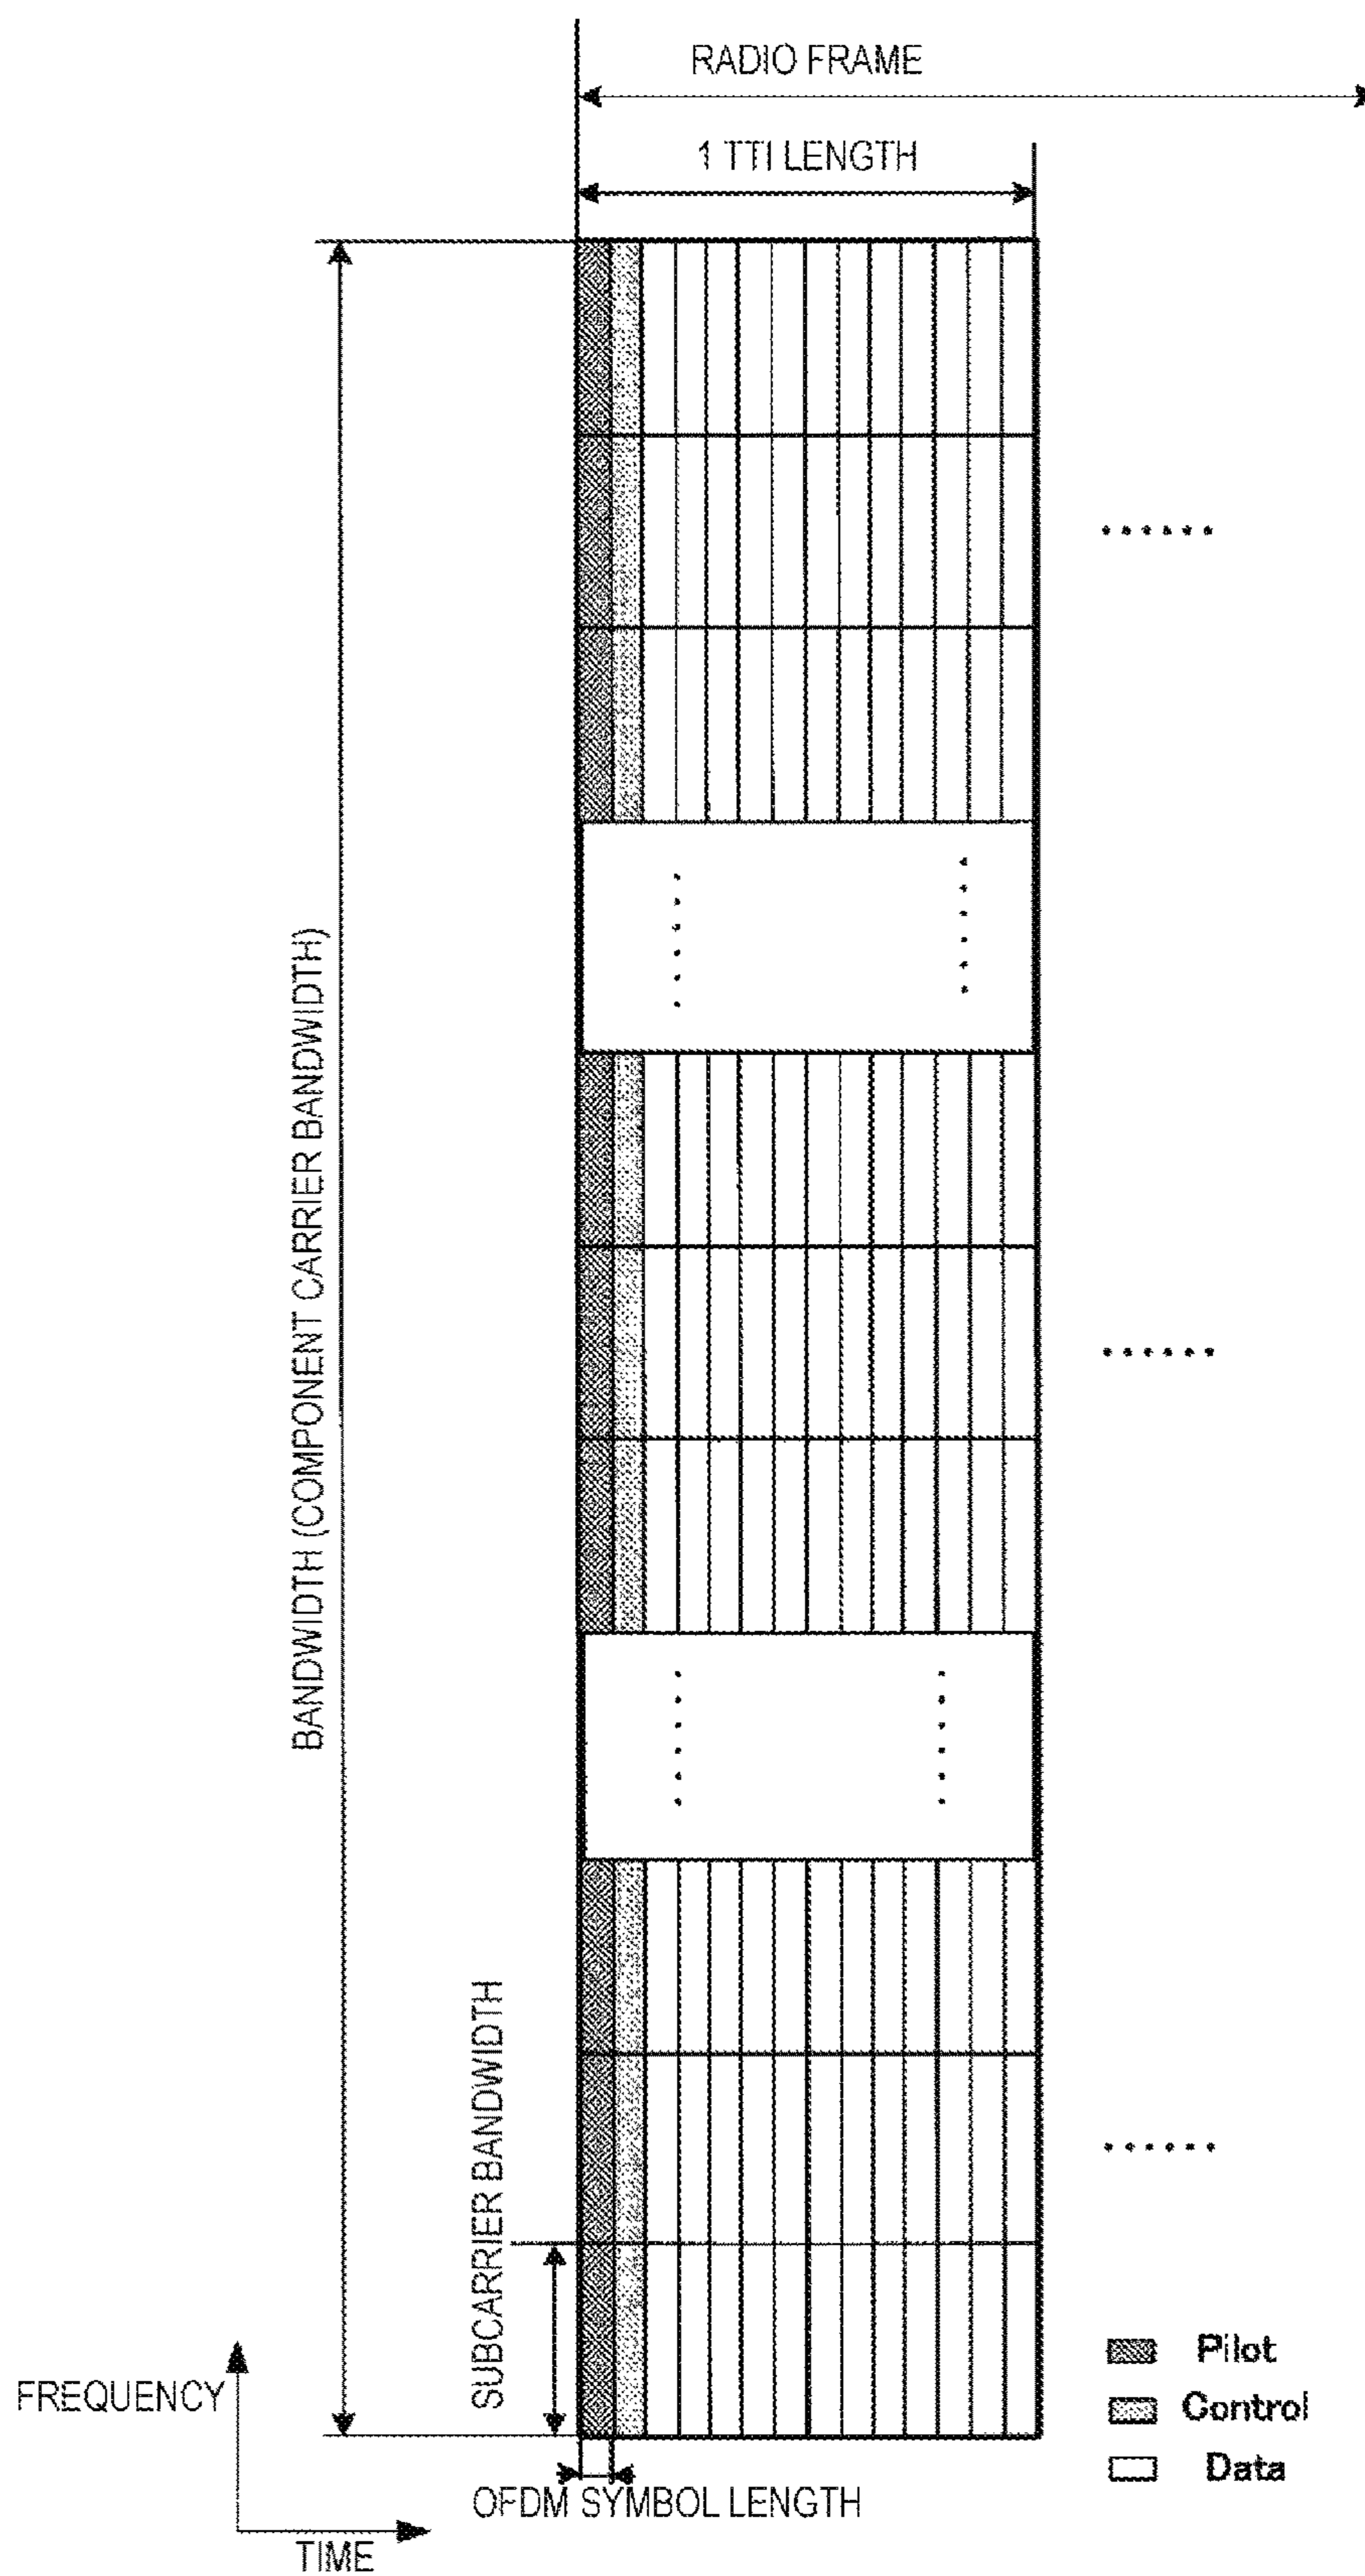 RADIO FRAME
1 TTI LENGTH
BANDWIDTH (COMPONENT CARRIER BANDWIDTH)
SUBCARRIER BANDWIDTH
FREQUENCY
TIME
OFDM SYMBOL LENGTH
Pilot
Control
Data